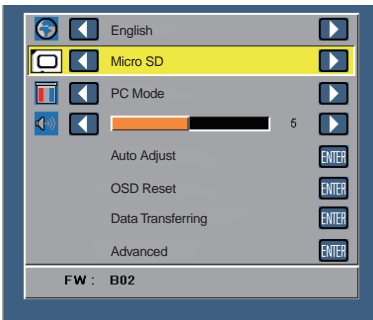 English
Micro SD
PC Mode
5
Auto Adjust ENTER
OSD Reset ENTER
Data Transferring ENTER
Advanced ENTER
FW : B02